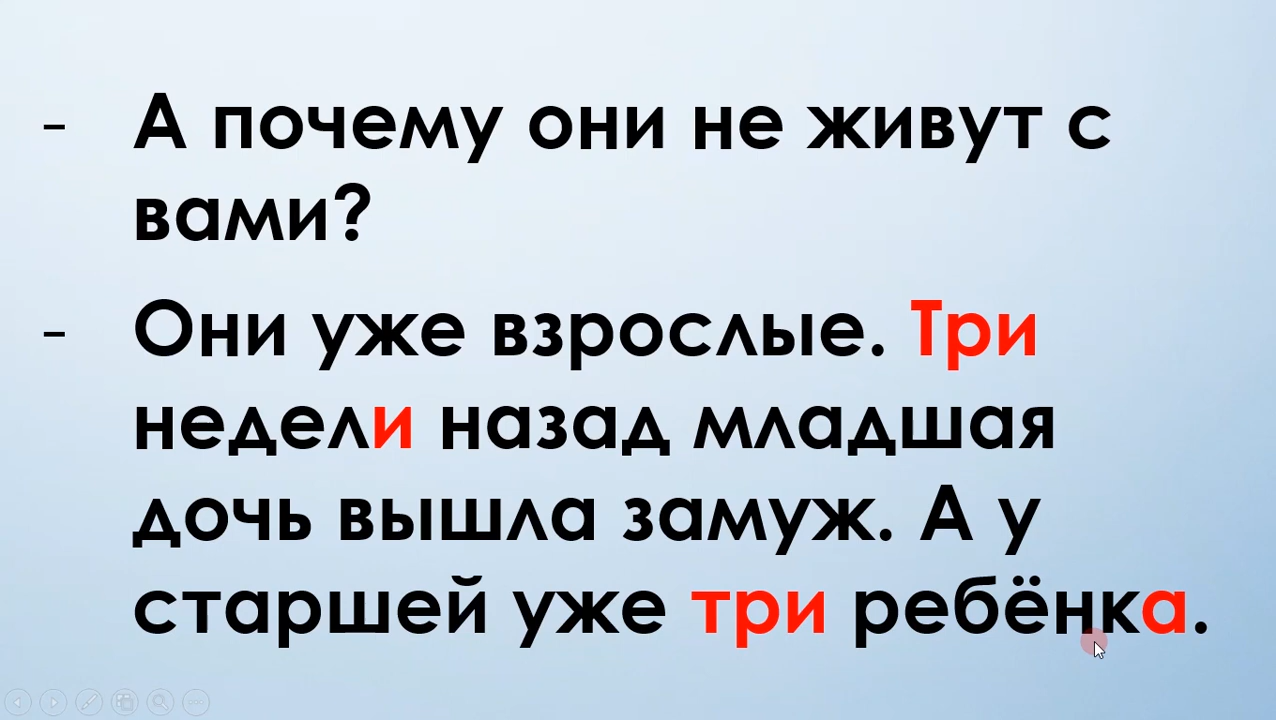 - А почему они не живут с
вами?
- Они уже взрослые. Три
недели назад младшая
дочь вышла замуж. А у
старшей уже три ребёнка.